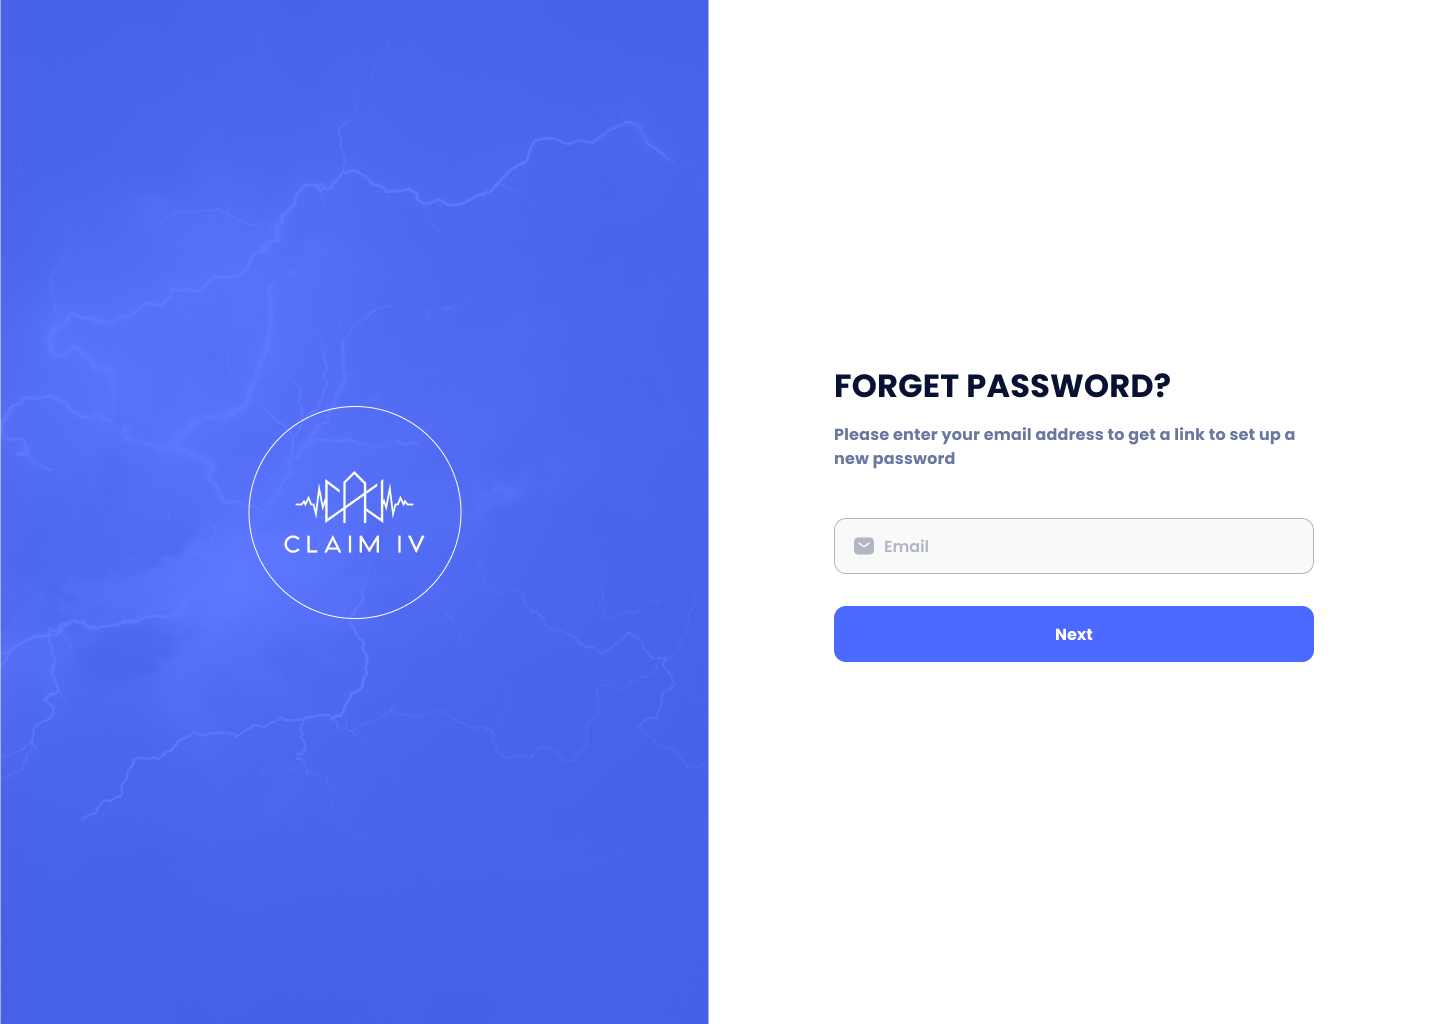 CLAIM IV
FORGET PASSWORD?
Please enter your email address to get a link to set up a
new password
Email
Next